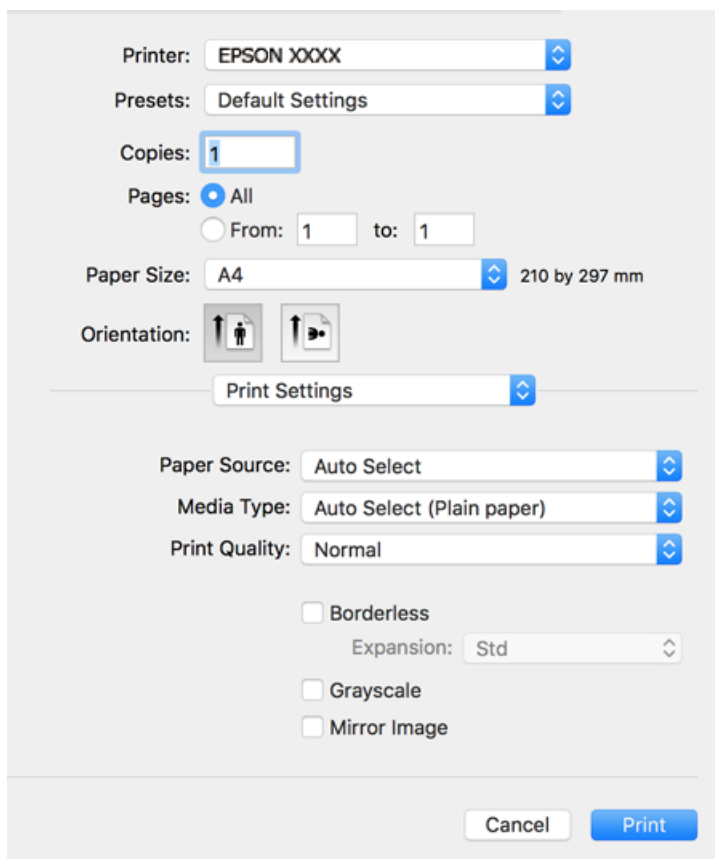 Printer: EPSON XXXX
Presets: Default Settings
Copies: 1
Pages: All
From: 1 to: 1
Paper Size: A4 210 by 297 mm
Orientation:
Print Settings
Paper Source: Auto Select
Media Type: Auto Select (Plain paper)
Print Quality: Normal
Borderless
Expansion: Std
Grayscale
Mirror Image
Cancel Print